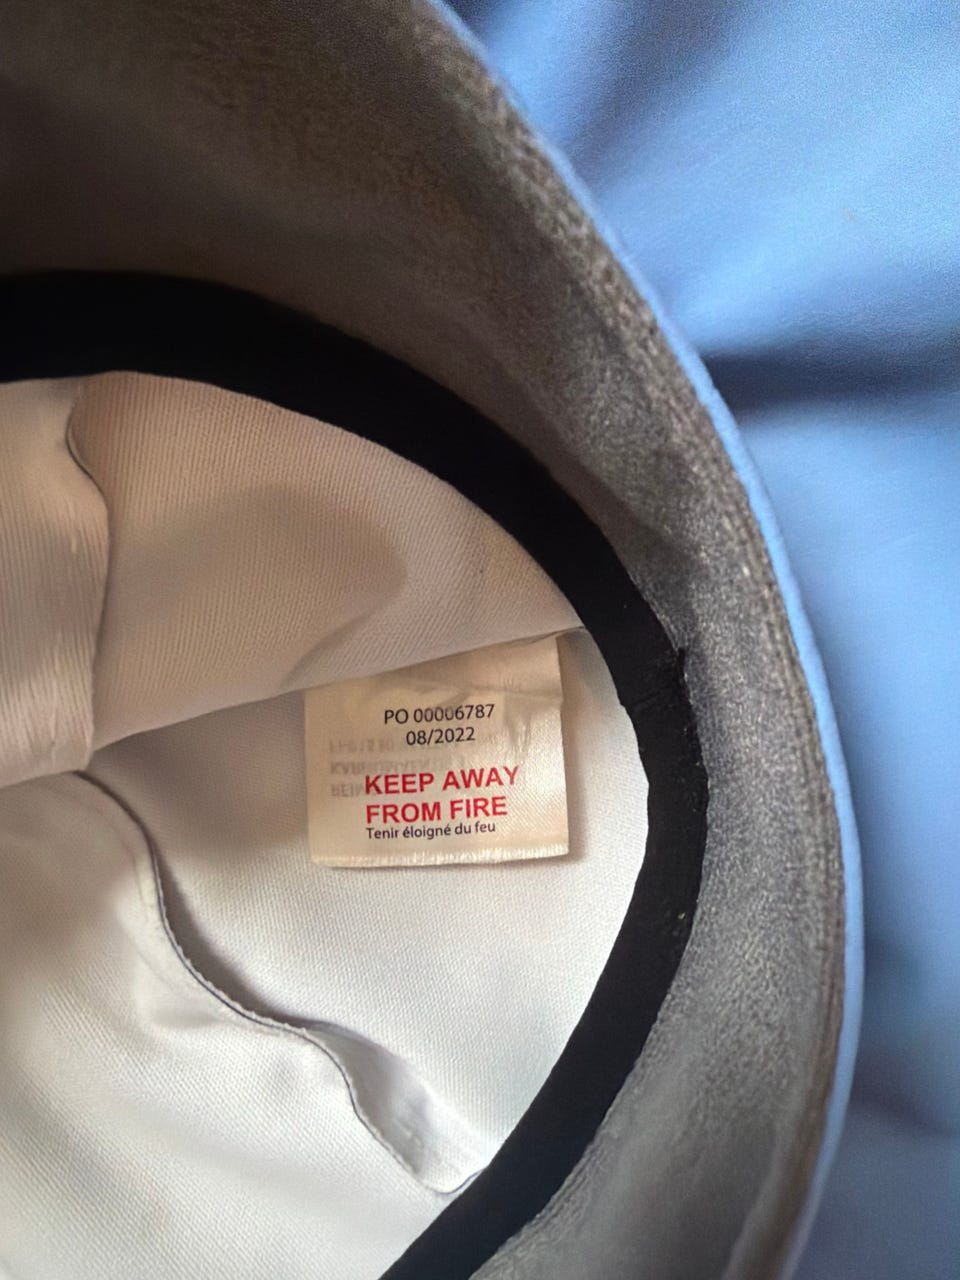 PO 00006787
08/2022
KEEP AWAY
FROM FIRE
Tenir éloigné du feu